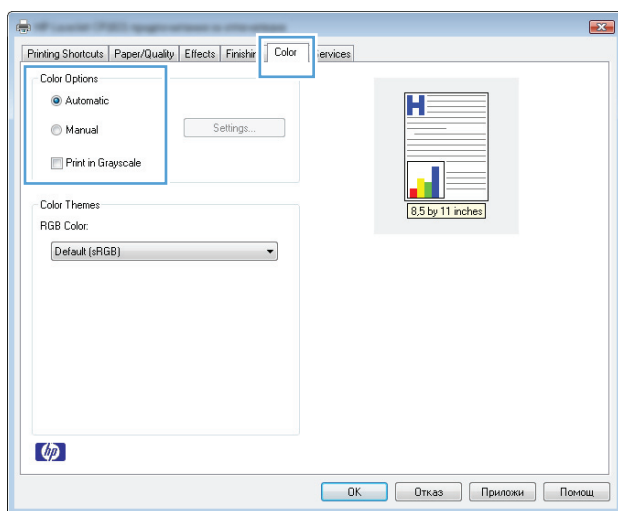 Printing Shortcuts Paper/Quality Effects Color ervices
Color Options
Automatic
Manual Settings...
Print in Grayscale
H
8,5 by 11 inches
Color Themes
RGB Color:
Default (sRGB)
hp
OK Отказ Приложи Помощ